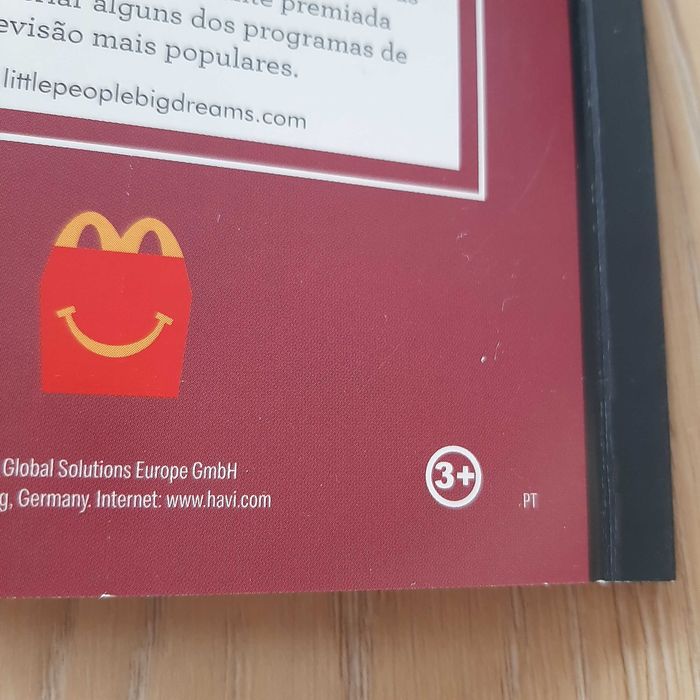 premiada
alguns dos programas de
mais populares.
littlepeoplebigdreams.com
Global Solutions Europe GmbH
Germany. Internet: www.havi.com
3+
PT